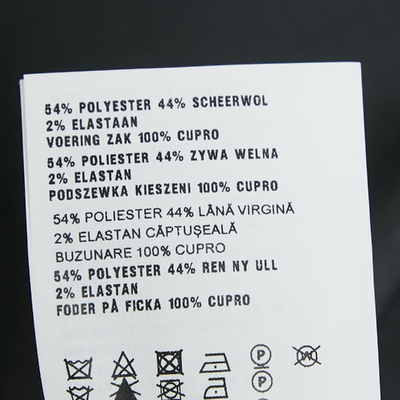 54% POLYESTER 44% SCHEERWOL
2% ELASTAAN
VOERING ZAK 100% CUPRO
54% POLIESTER 44% ZYWA WELNA
2% ELASTAN
PODSZEWKA KIESZENI 100% CUPRO
54% POLIESTER 44% LÂNĂ VIRGINĂ
2% ELASTAN CĂPTUȘEALĂ
BUZUNARE 100% CUPRO
54% POLYESTER 44% REN NY ULL
2% ELASTAN
FODER PÅ FICKA 100% CUPRO
P W
P